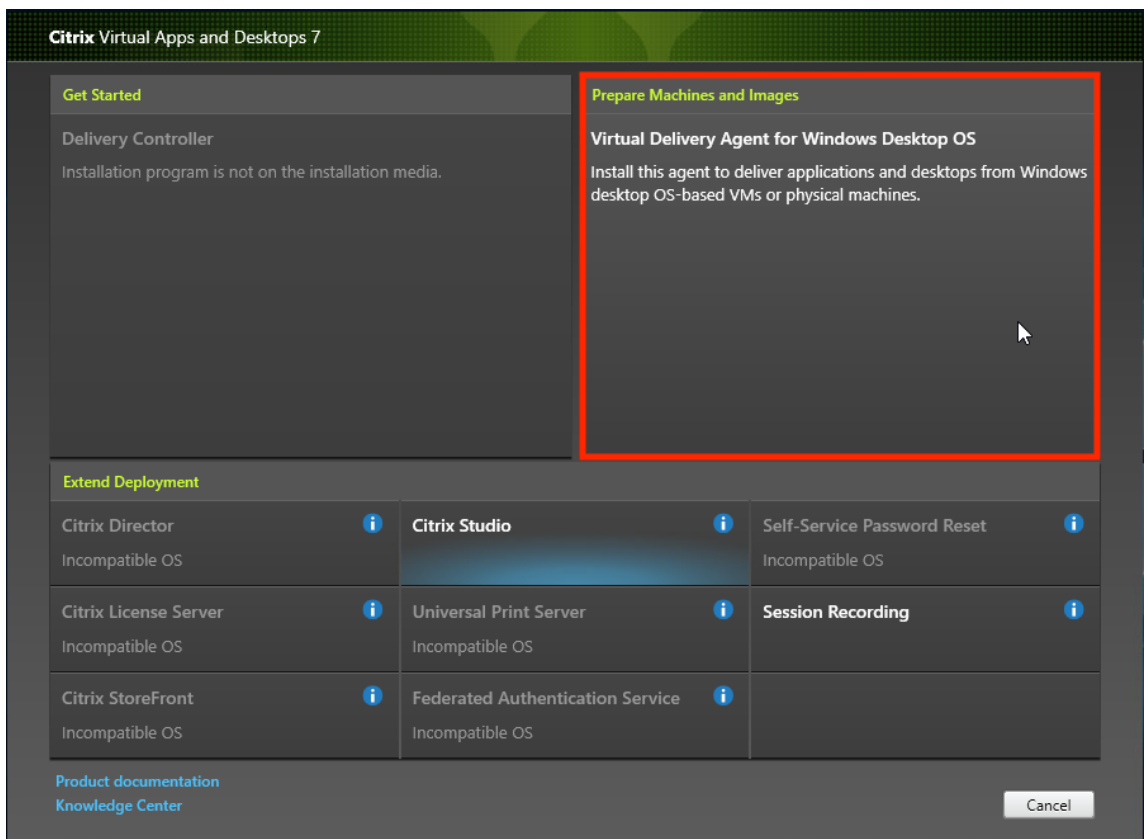 Citrix Virtual Apps and Desktops 7
Get Started
Delivery Controller
Installation program is not on the installation media.
Prepare Machines and Images
Virtual Delivery Agent for Windows Desktop OS
Install this agent to deliver applications and desktops from Windows
desktop OS-based VMs or physical machines.
Extend Deployment
Citrix Director
Incompatible OS
Citrix Studio
Self-Service Password Reset
Incompatible OS
Citrix License Server
Incompatible OS
Universal Print Server
Incompatible OS
Session Recording
Citrix StoreFront
Incompatible OS
Federated Authentication Service
Incompatible OS
Product documentation
Knowledge Center
Cancel